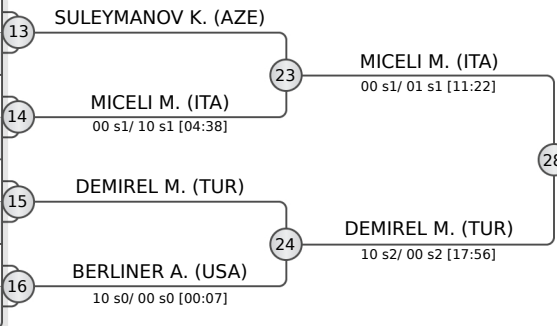 SULEYMANOV K. (AZE)
13
MICELI M. (ITA)
23
00 s1/ 01 s1 [11:22]
MICELI M. (ITA)
14
00 s1/ 10 s1 [04:38]
28
DEMIREL M. (TUR)
15
DEMIREL M. (TUR)
24
10 s2/ 00 s2 [17:56]
BERLINER A. (USA)
16
10 s0/ 00 s0 [00:07]